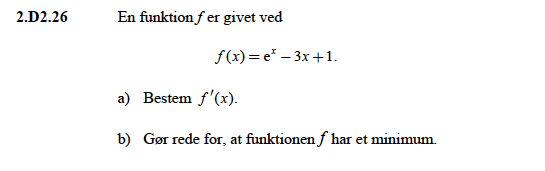 2.D2.26 En funktion f er givet ved
f(x) = eˣ – 3x + 1.
a) Bestem f'(x).
b) Gør rede for, at funktionen f har et minimum.